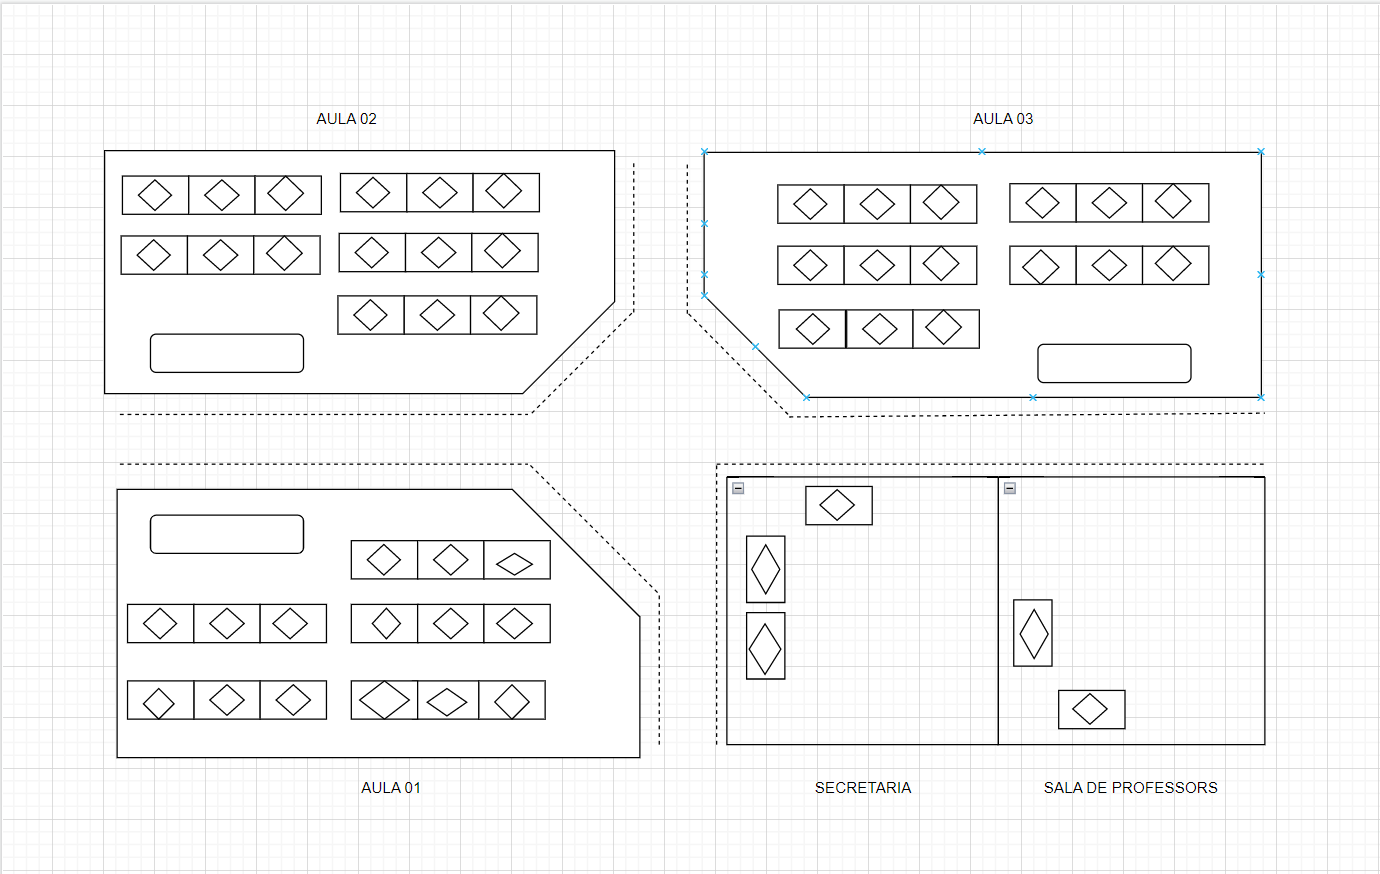 AULA 02
AULA 03
AULA 01
SECRETARIA
SALA DE PROFESSORS